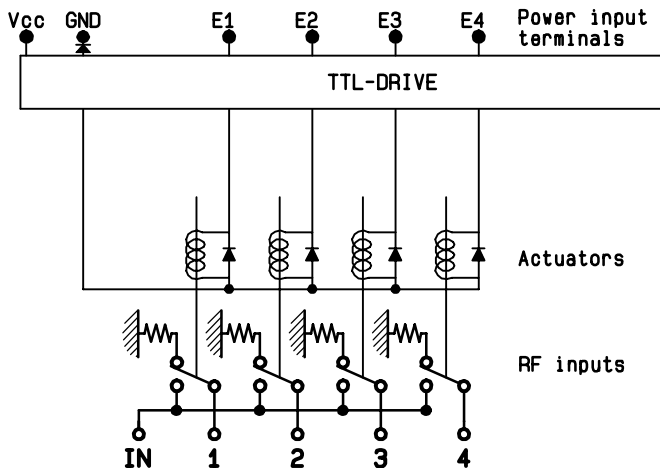 Vcc GND E1 E2 E3 E4 Power input
terminals
TTL-DRIVE
Actuators
RF inputs
IN 1 2 3 4